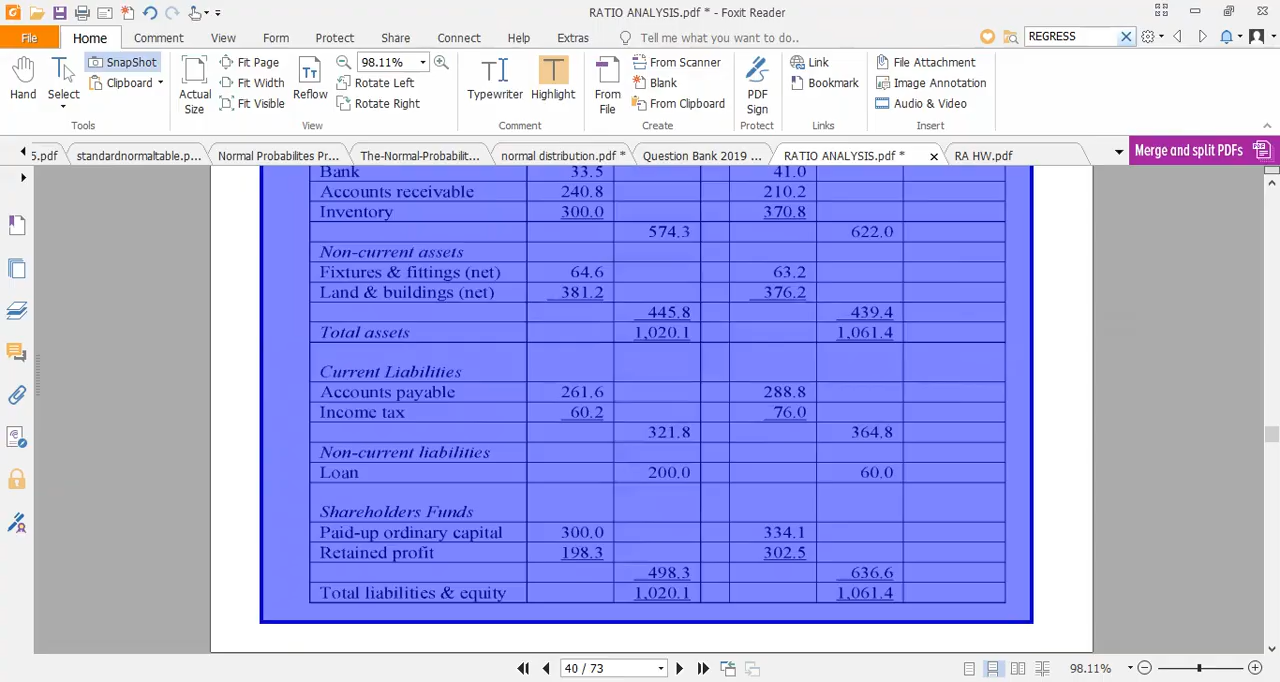 RATIO ANALYSIS.pdf * - Foxit Reader
File Home Comment View Form Protect Share Connect Help Extras Tell me what you want to do... REGRESS
Hand Select SnapShot Clipboard Actual Size Fit Page Fit Width Fit Visible Reflow 98.11% Rotate Left Rotate Right Typewriter Highlight From File From Scanner Blank From Clipboard PDF Sign Link Bookmark File Attachment Image Annotation Audio & Video
Tools View Comment Create Protect Links Insert
5.pdf standardnormaltable.p... Normal Probabilites Pr... The-Normal-Probabilit... normal distribution.pdf * Question Bank 2019 ... RATIO ANALYSIS.pdf * RA HW.pdf Merge and split PDFs
Bank 33.5 41.0
Accounts receivable 240.8 210.2
Inventory 300.0 370.8
574.3 622.0
Non-current assets
Fixtures & fittings (net) 64.6 63.2
Land & buildings (net) 381.2 376.2
445.8 439.4
Total assets 1,020.1 1,061.4
Current Liabilities
Accounts payable 261.6 288.8
Income tax 60.2 76.0
321.8 364.8
Non-current liabilities
Loan 200.0 60.0
Shareholders Funds
Paid-up ordinary capital 300.0 334.1
Retained profit 198.3 302.5
498.3 636.6
Total liabilities & equity 1,020.1 1,061.4
40 / 73 98.11%